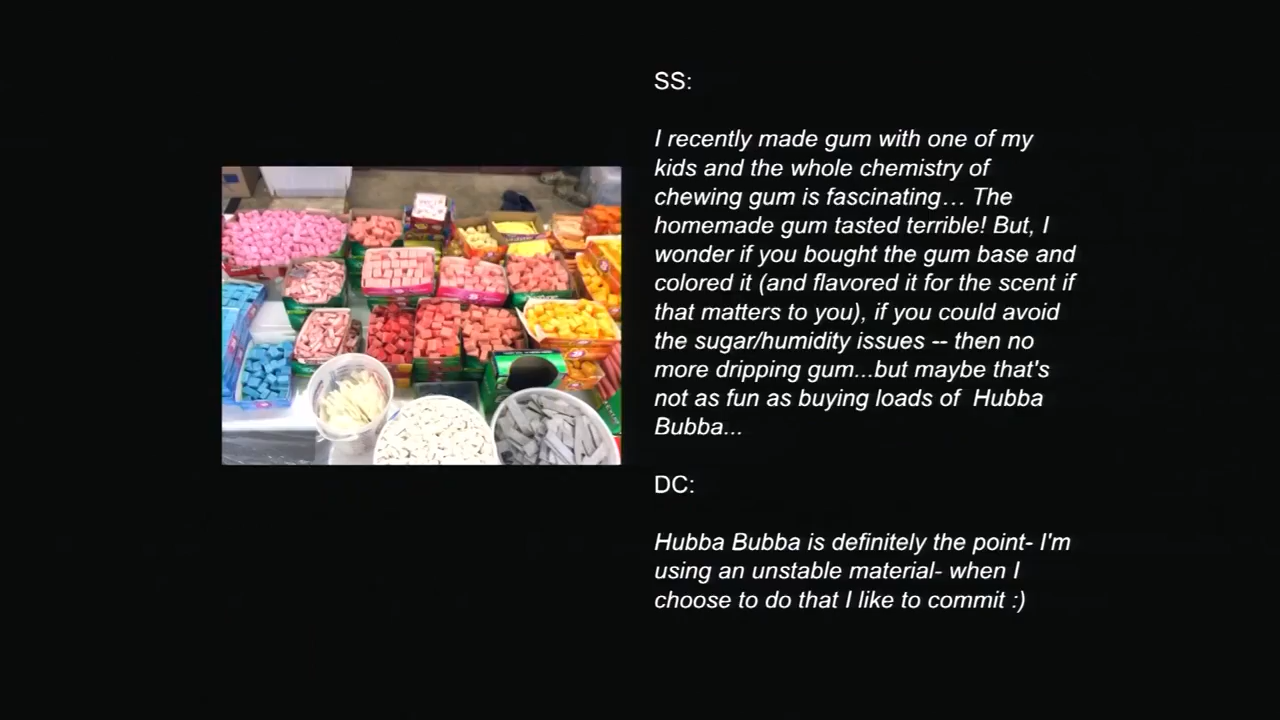 SS:
I recently made gum with one of my
kids and the whole chemistry of
chewing gum is fascinating… The
homemade gum tasted terrible! But, I
wonder if you bought the gum base and
colored it (and flavored it for the scent if
that matters to you), if you could avoid
the sugar/humidity issues -- then no
more dripping gum...but maybe that's
not as fun as buying loads of  Hubba
Bubba...
DC:
Hubba Bubba is definitely the point- I'm
using an unstable material- when I
choose to do that I like to commit :)